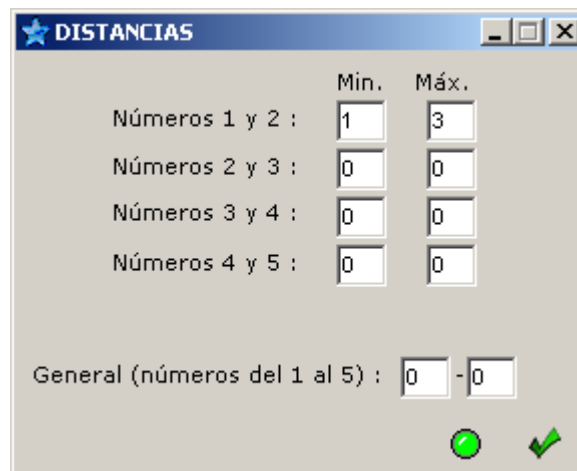 DISTANCIAS
Min. Máx.
Números 1 y 2 : 1 3
Números 2 y 3 : 0 0
Números 3 y 4 : 0 0
Números 4 y 5 : 0 0
General (números del 1 al 5) : 0 - 0